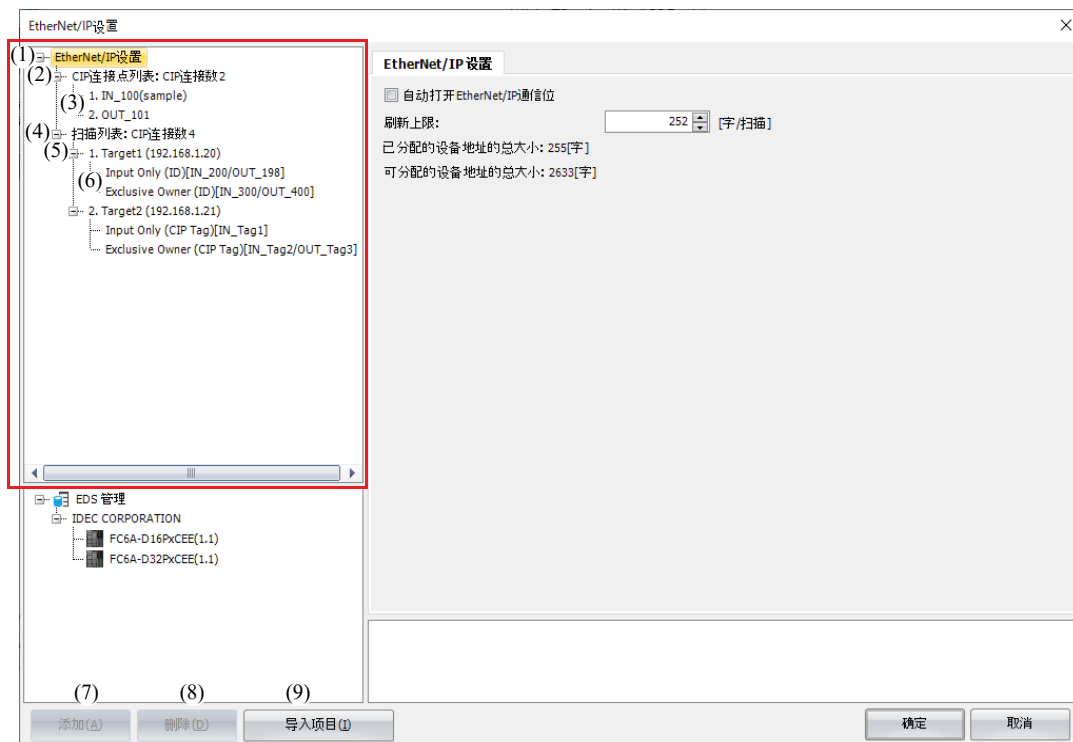 EtherNet/IP设置
(1) EtherNet/IP设置
(2) CIP连接点列表: CIP连接数2
(3) 1. IN_100(sample)
2. OUT_101
(4) 扫描列表: CIP连接数4
(5) 1. Target1 (192.168.1.20)
(6) Input Only (ID)[IN_200/OUT_198]
Exclusive Owner (ID)[IN_300/OUT_400]
2. Target2 (192.168.1.21)
Input Only (CIP Tag)[IN_Tag1]
Exclusive Owner (CIP Tag)[IN_Tag2/OUT_Tag3]
EDS 管理
IDEC CORPORATION
FC6A-D16PxCEE(1.1)
FC6A-D32PxCEE(1.1)
EtherNet/IP 设置
自动打开EtherNet/IP通信位
刷新上限: 252 [字/扫描]
已分配的设备地址的总大小: 255[字]
可分配的设备地址的总大小: 2633[字]
(7) (8) (9)
添加(A) 删除(D) 导入项目(I) 确定 取消